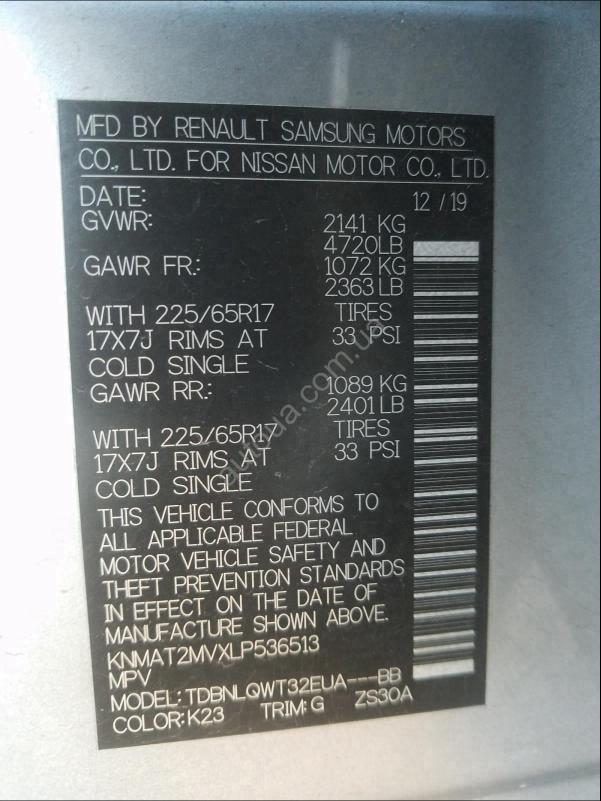 MFD BY RENAULT SAMSUNG MOTORS
CO., LTD. FOR NISSAN MOTOR CO., LTD.
DATE: 12 / 19
GVWR: 2141 KG
4720LB
GAWR FR.: 1072 KG
2363 LB
WITH 225/65R17 TIRES
17X7J RIMS AT 33 PSI
COLD SINGLE
GAWR RR.: 1089 KG
2401 LB
WITH 225/65R17 TIRES
17X7J RIMS AT 33 PSI
COLD SINGLE
THIS VEHICLE CONFORMS TO
ALL APPLICABLE FEDERAL
MOTOR VEHICLE SAFETY AND
THEFT PREVENTION STANDARDS
IN EFFECT ON THE DATE OF
MANUFACTURE SHOWN ABOVE.
KNMAT2MVXLP536513
MPV
MODEL: TDBNLQWT32EUA---BB
COLOR: K23 TRIM: G ZS30A
autoua.com.ua